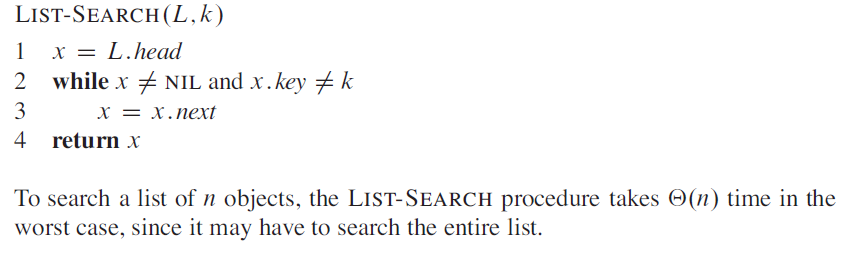 LIST-SEARCH(L, k)
1 x = L.head
2 while x ≠ NIL and x.key ≠ k
3 x = x.next
4 return x
To search a list of n objects, the LIST-SEARCH procedure takes Θ(n) time in the
worst case, since it may have to search the entire list.